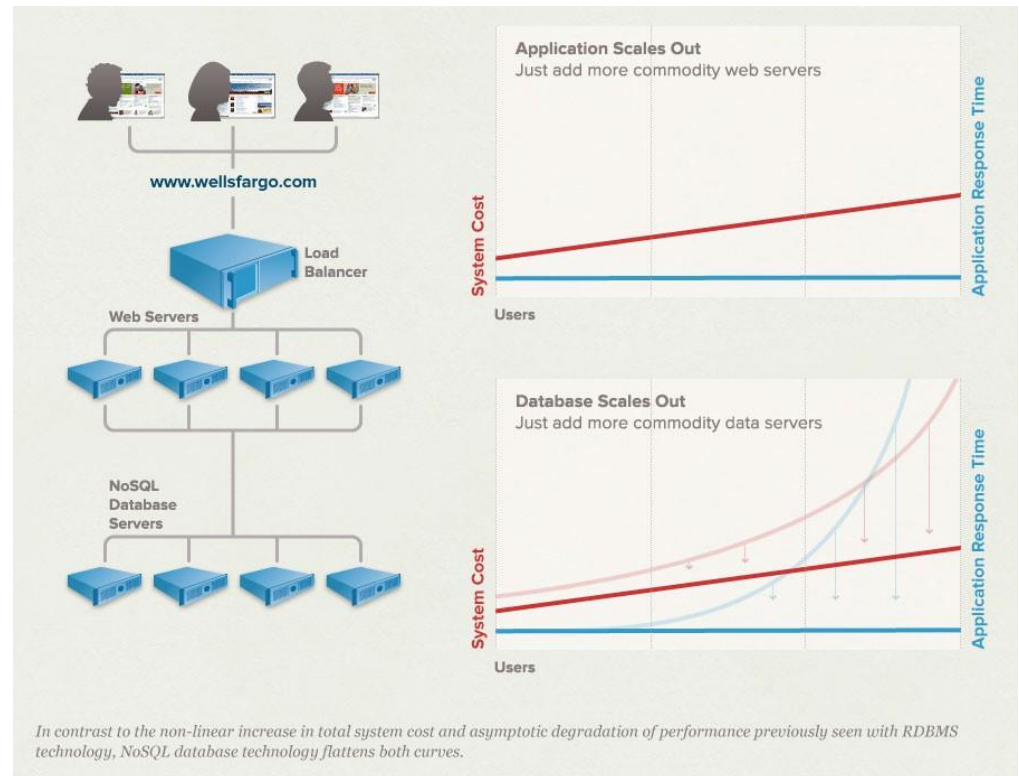 www.wellsfargo.com
Load
Balancer
Web Servers
NoSQL
Database
Servers
Application Scales Out
Just add more commodity web servers
System Cost
Application Response Time
Users
Database Scales Out
Just add more commodity data servers
System Cost
Application Response Time
Users
In contrast to the non-linear increase in total system cost and asymptotic degradation of performance previously seen with RDBMS
technology, NoSQL database technology flattens both curves.